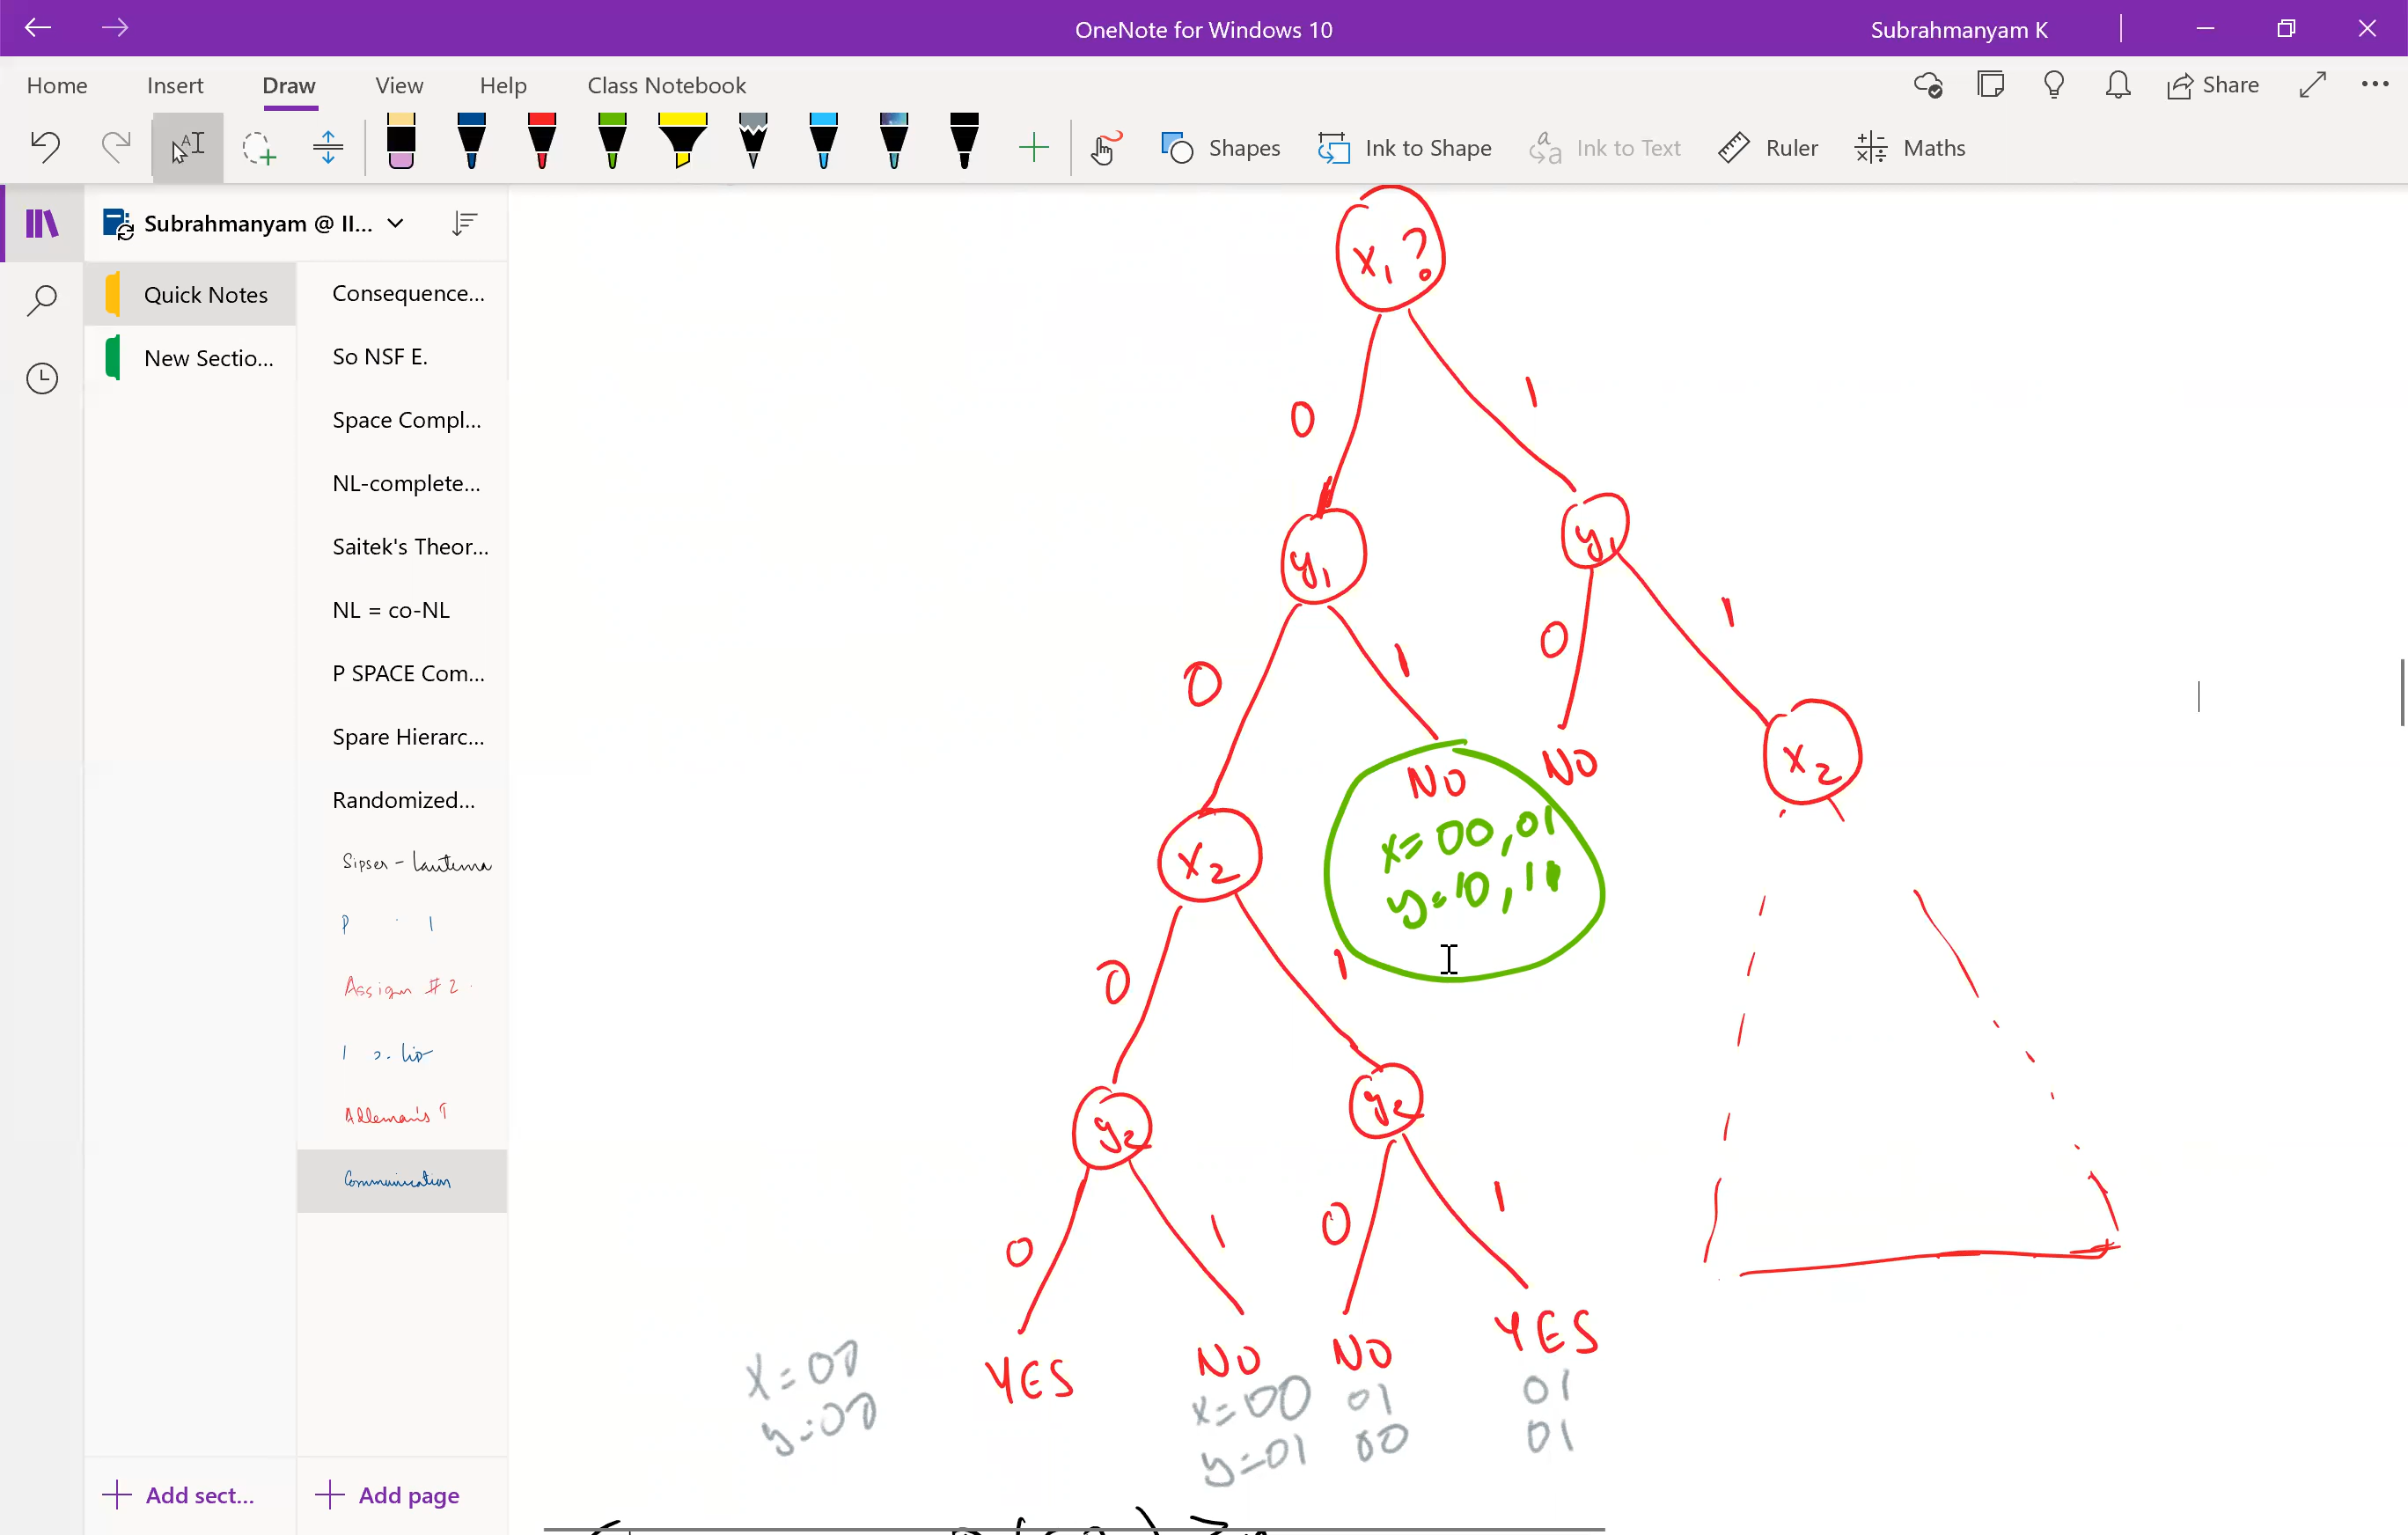 OneNote for Windows 10
Subrahmanyam K
Home Insert Draw View Help Class Notebook
Share
Shapes Ink to Shape Ink to Text Ruler Maths
Subrahmanyam @ II...
Quick Notes
New Sectio...
Consequence...
So NSF E.
Space Compl...
NL-complete...
Saitek's Theor...
NL = co-NL
P SPACE Com...
Spare Hierarc...
Randomized...
Sipser - Lautema
P
Assign #2
Adleman's T
Communication
Add sect...
Add page
x₁ ?
0 1
y₁ y₁
0 1 0 1
x₂ NO NO x₂
x= 00, 01
y= 10, 11
0 1
y₂ y₂
0 1 0 1
YES NO NO YES
x=00 x=00 01 01
y=00 y=01 00 01